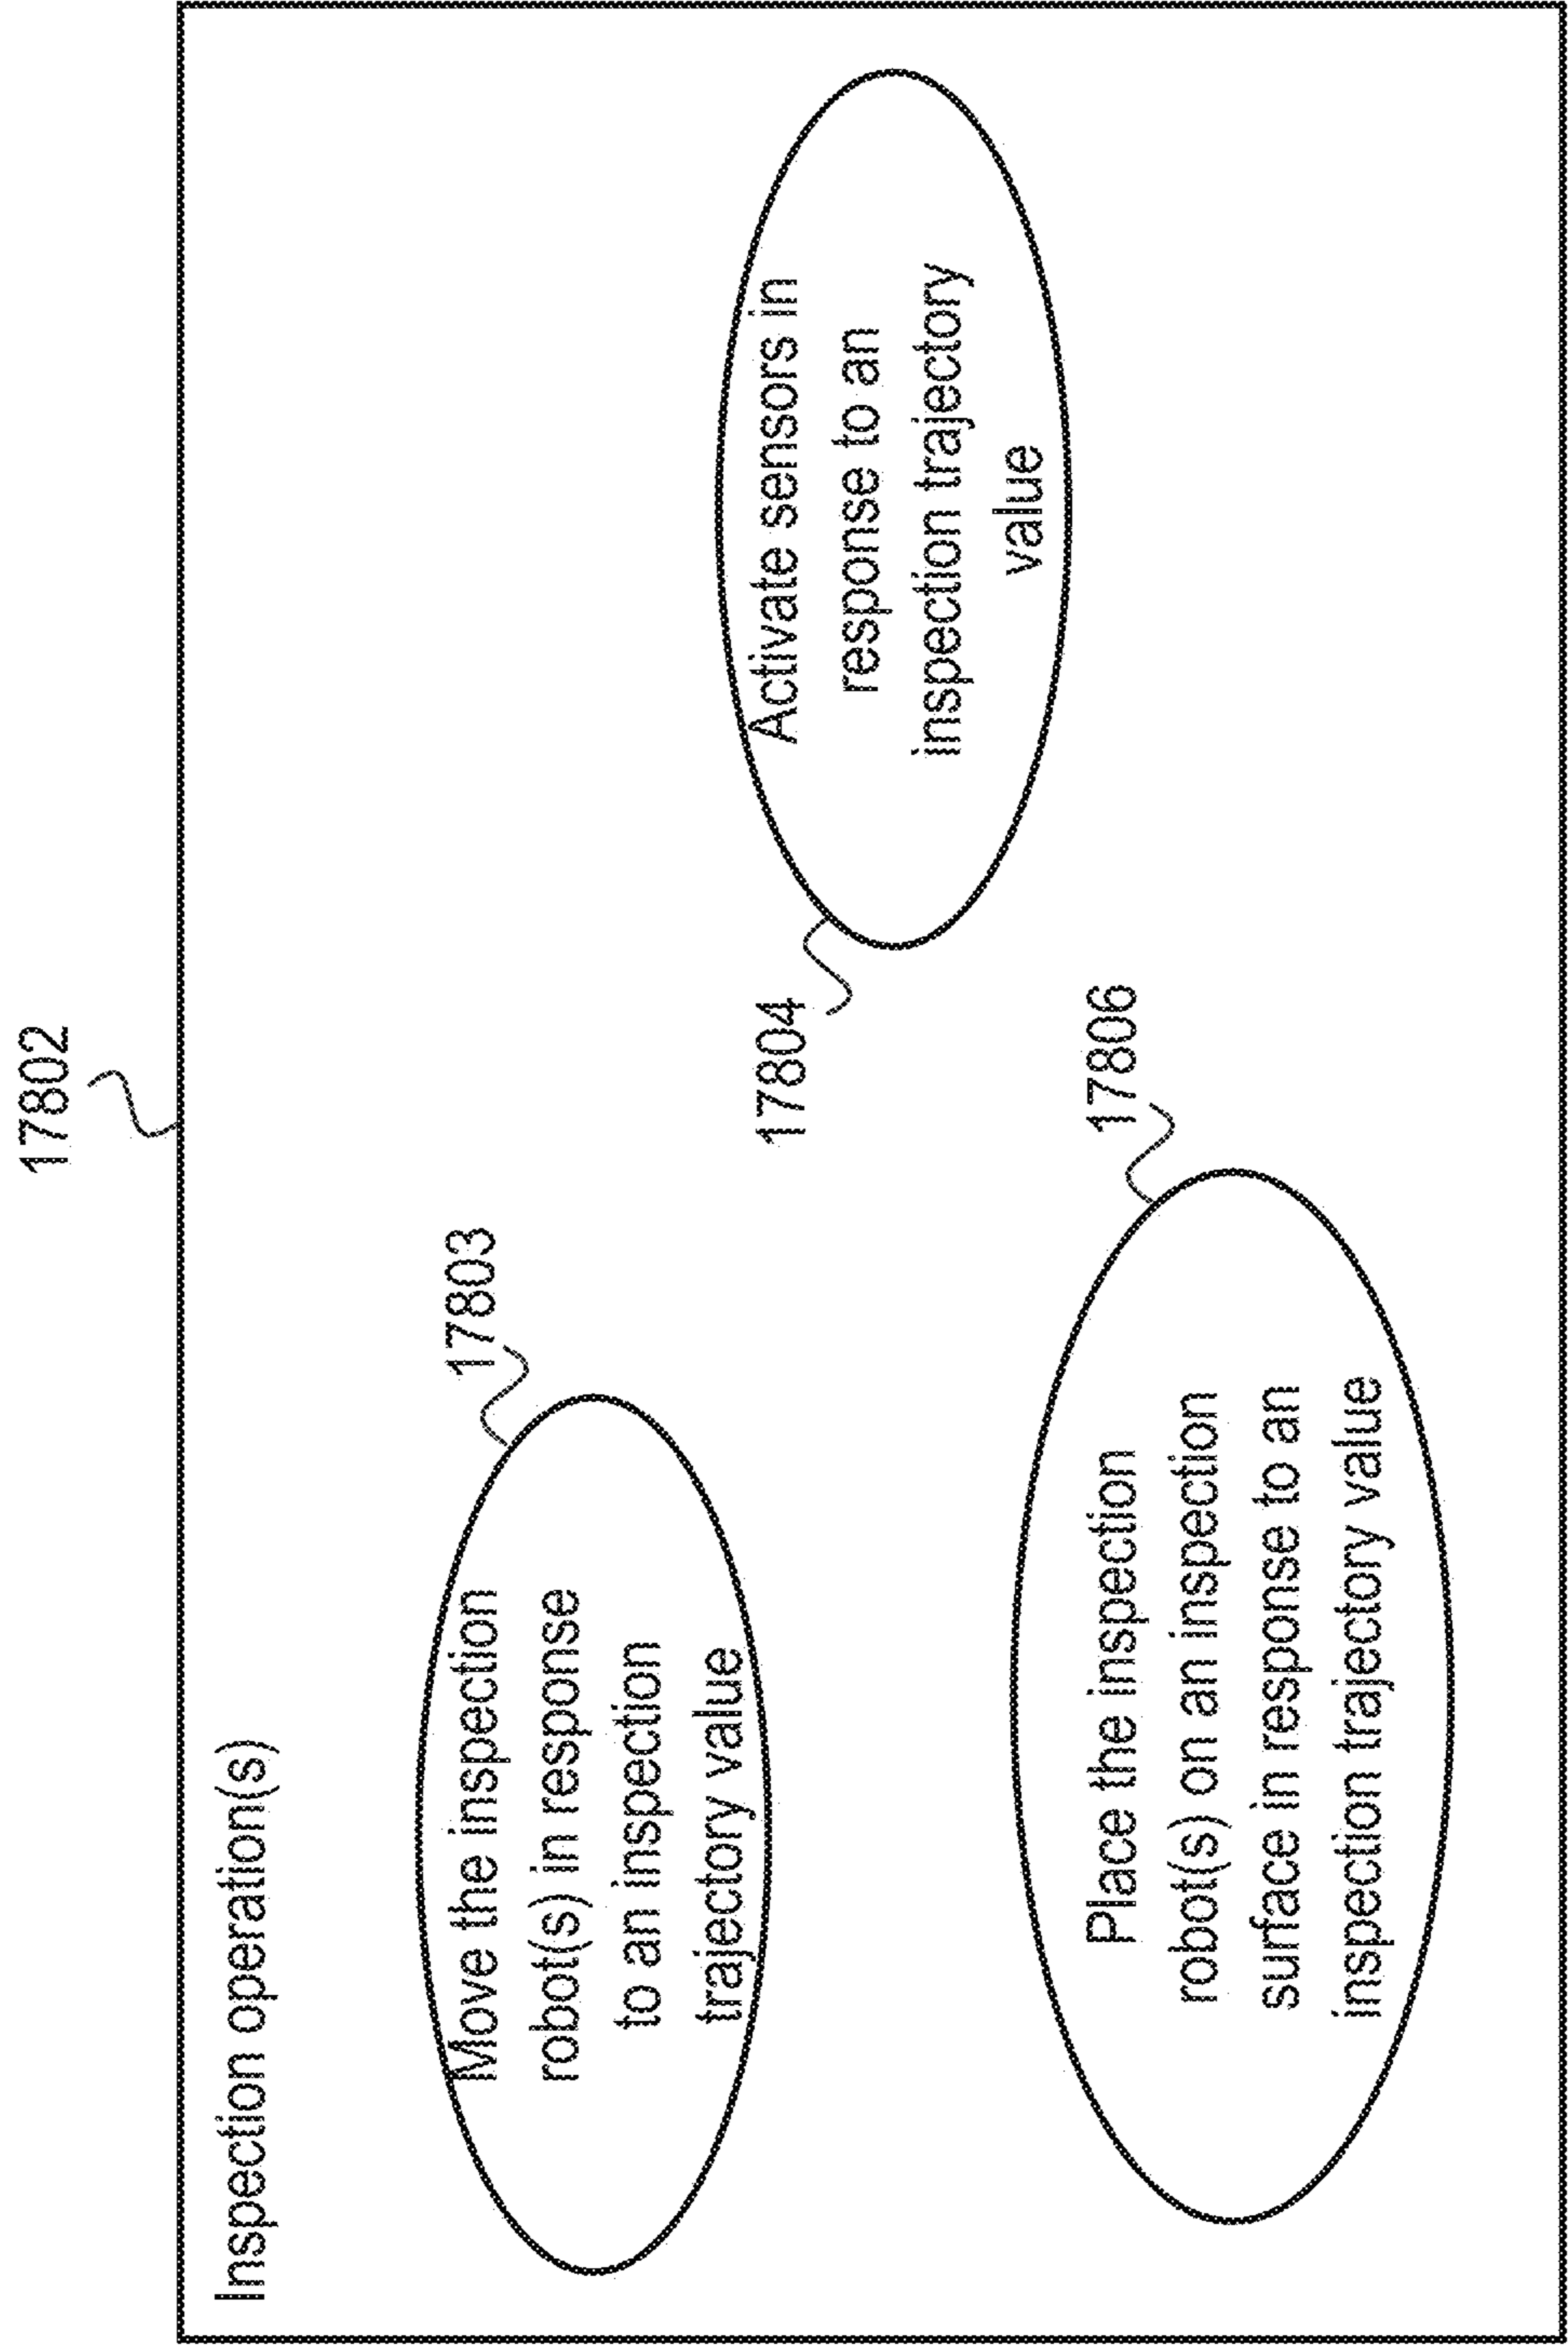 17802
Inspection operation(s)
17803
Move the inspection
robot(s) in response
to an inspection
trajectory value
17804
Activate sensors in
response to an
inspection trajectory
value
17806
Place the inspection
robot(s) on an inspection
surface in response to an
inspection trajectory value